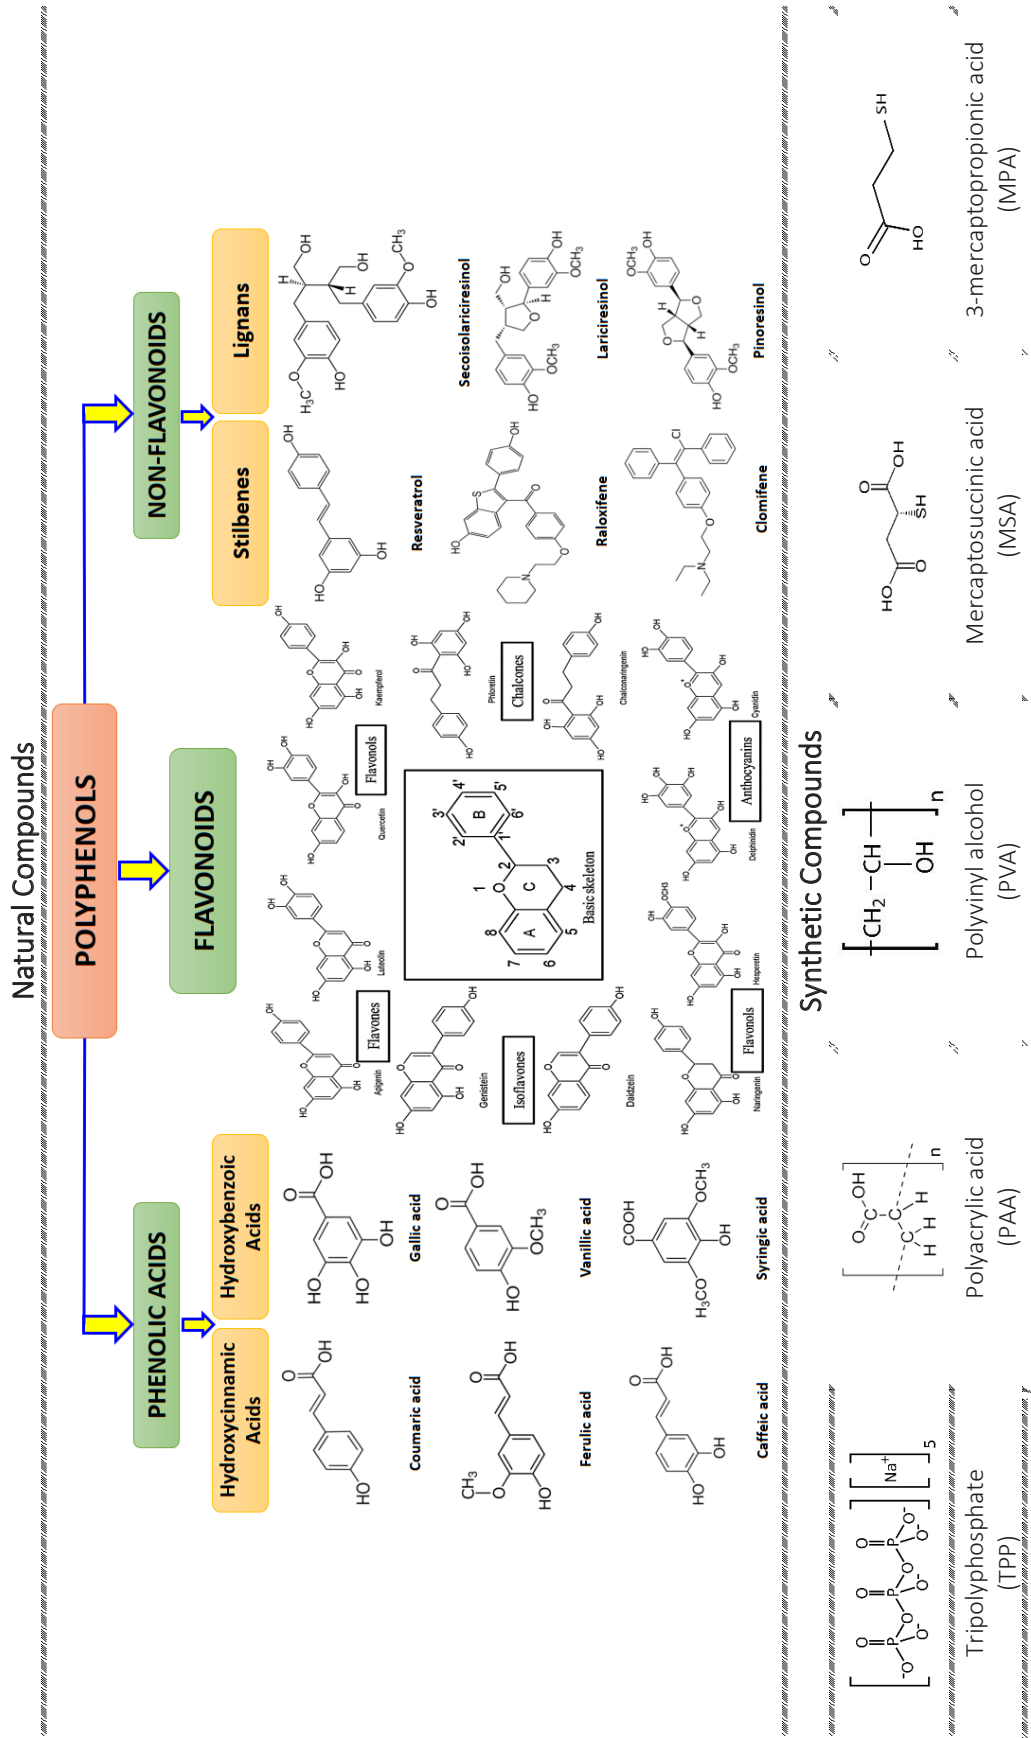 Natural Compounds
POLYPHENOLS
PHENOLIC ACIDS
FLAVONOIDS
NON-FLAVONOIDS
Hydroxycinnamic
Acids
Hydroxybenzoic
Acids
Stilbenes
Lignans
Coumaric acid
Ferulic acid
Caffeic acid
Gallic acid
Vanillic acid
Syringic acid
Apigenin
Luteolin
Flavones
Quercetin
Kaempferol
Flavonols
Genistein
Isoflavones
Daidzein
Basic skeleton
Phloretin
Chalcones
Chalconaringenin
Naringenin
Hesperetin
Flavonols
Delphinidin
Cyanidin
Anthocyanins
Resveratrol
Raloxifene
Clomifene
Secoisolariciresinol
Lariciresinol
Pinoresinol
Synthetic Compounds
Tripolyphosphate
(TPP)
Polyacrylic acid
(PAA)
Polyvinyl alcohol
(PVA)
Mercaptosuccinic acid
(MSA)
3-mercaptopropionic acid
(MPA)